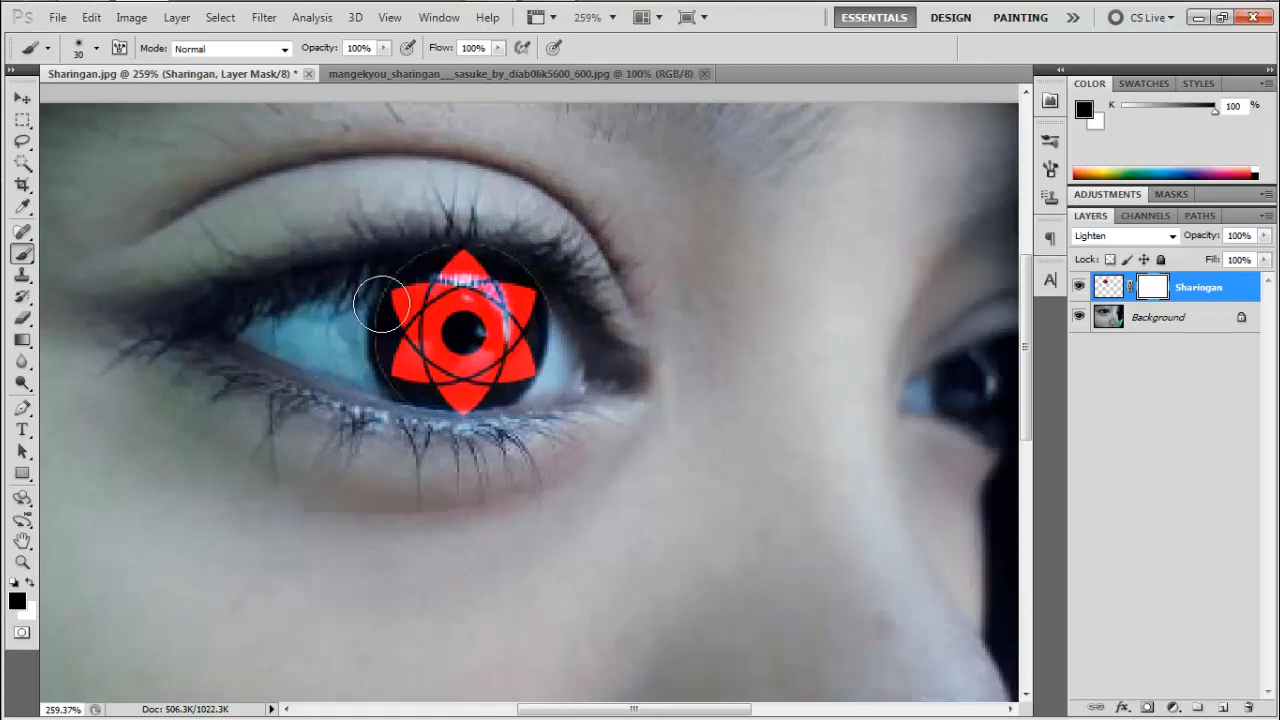 Ps File Edit Image Layer Select Filter Analysis 3D View Window Help 259% ESSENTIALS DESIGN PAINTING CS Live
30 Mode: Normal Opacity: 100% Flow: 100%
Sharingan.jpg @ 259% (Sharingan, Layer Mask/8) * mangekyou_sharingan___sasuke_by_diab0lik5600_600.jpg @ 100% (RGB/8)
COLOR SWATCHES STYLES
K 100 %
ADJUSTMENTS MASKS
LAYERS CHANNELS PATHS
Lighten Opacity: 100%
Lock: Fill: 100%
Sharingan
Background
259.37% Doc: 506.3K/1022.3K